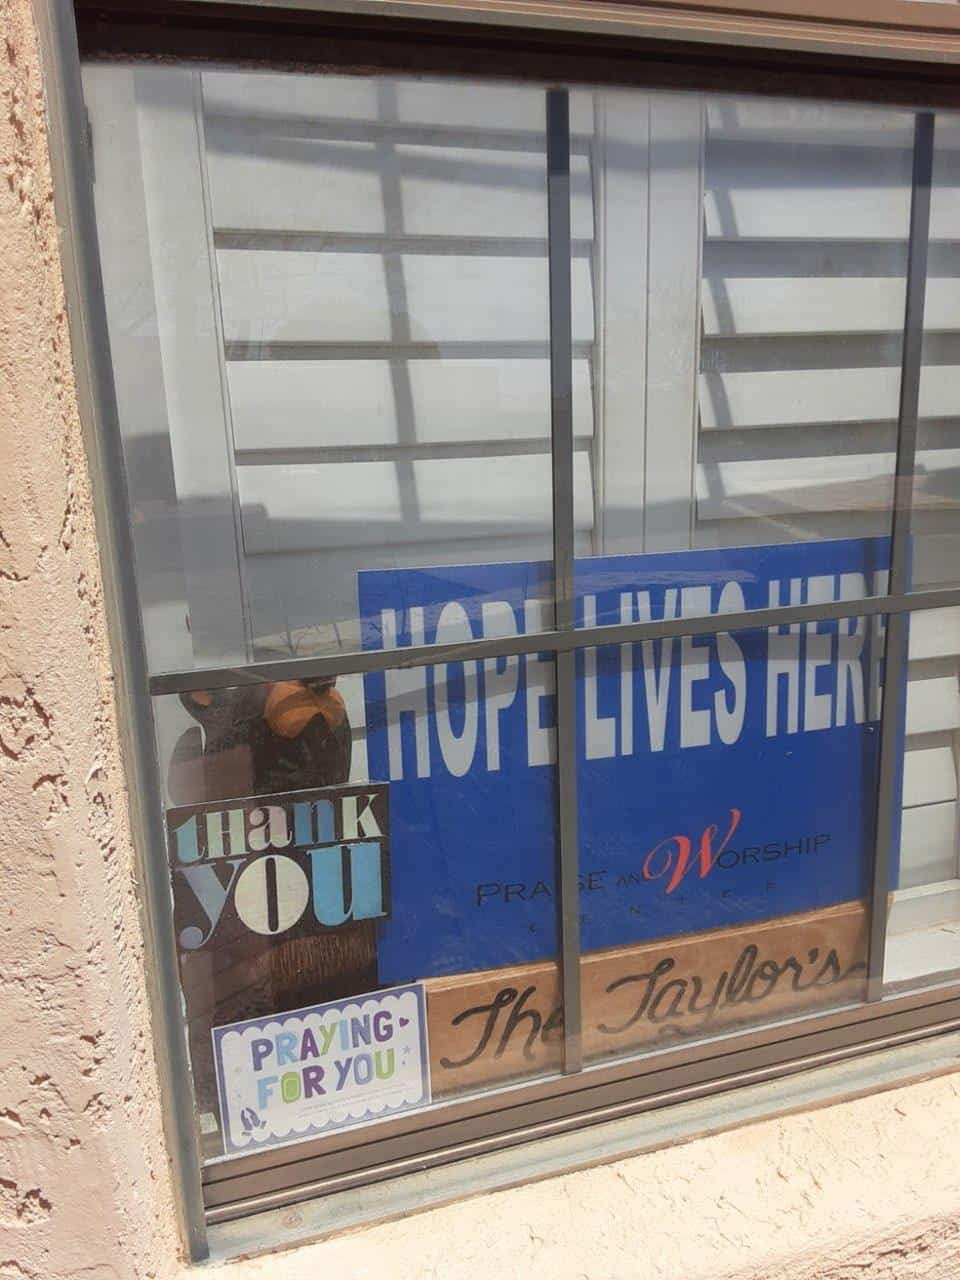 HOPE LIVES HERE
PRAISE AND WORSHIP
CENTER
THANK
YOU
The Taylor's
PRAYING
FOR YOU